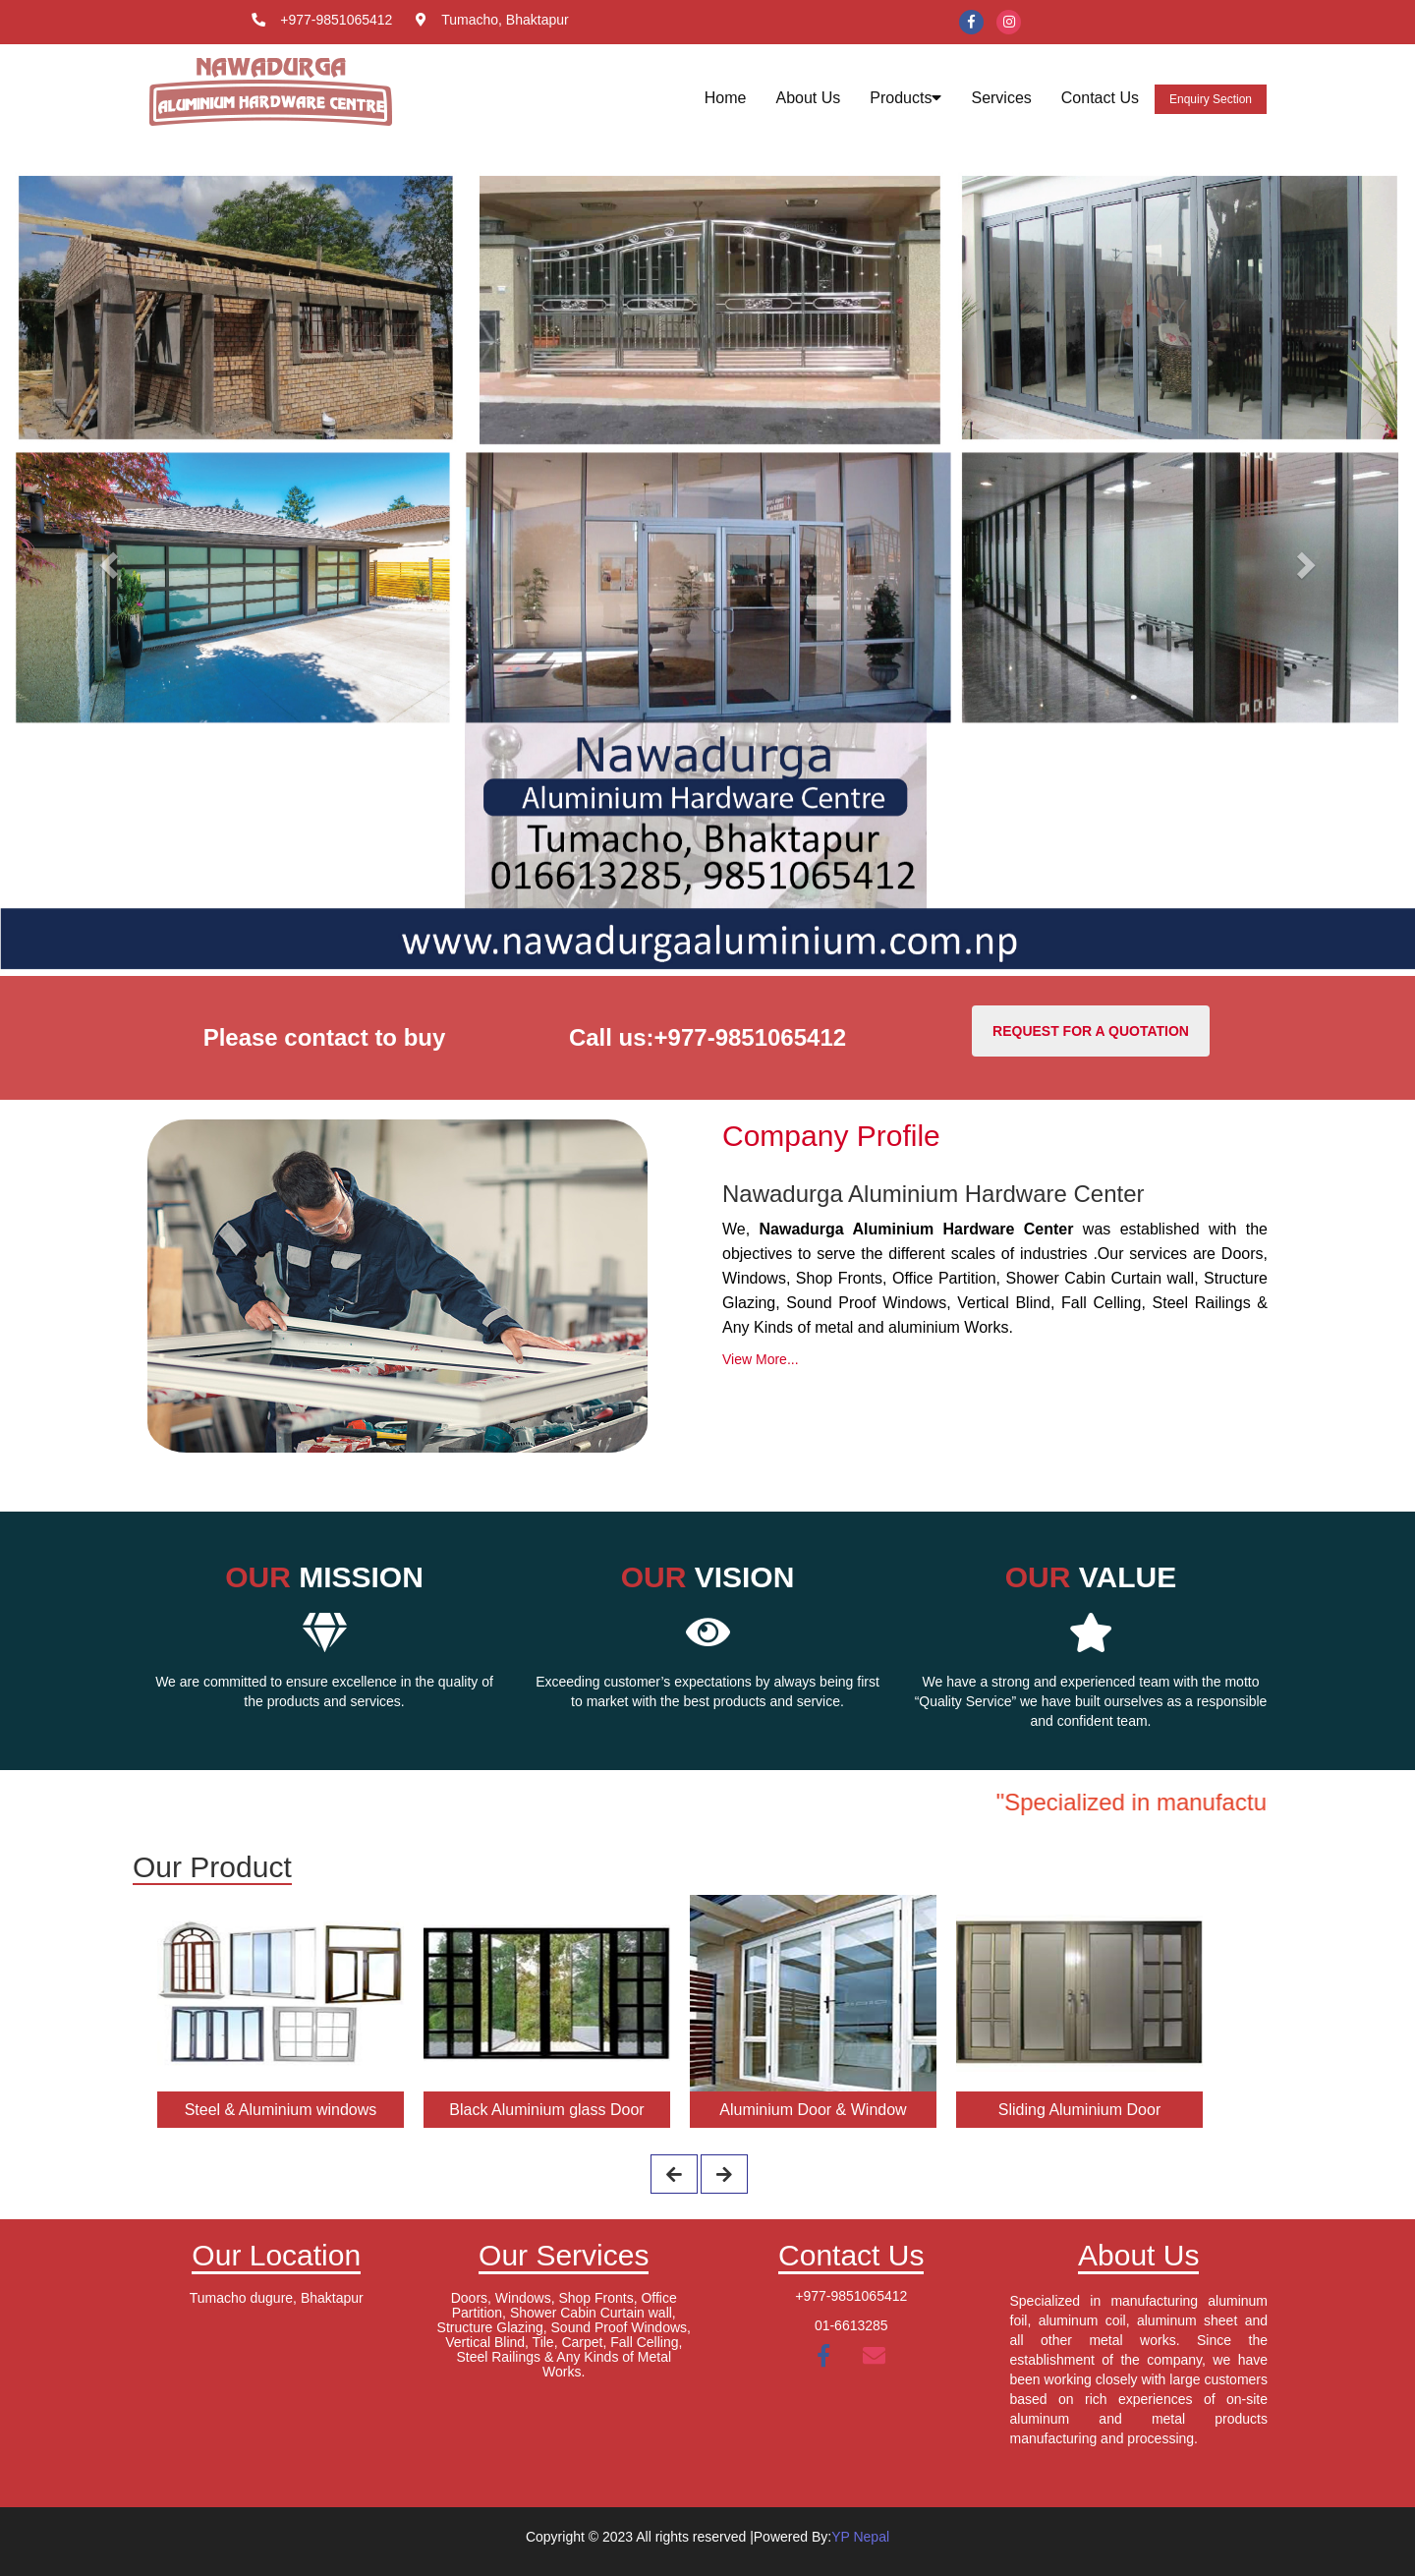 +977-9851065412 Tumacho, Bhaktapur
NAWADURGA
ALUMINIUM HARDWARE CENTRE
Home About Us Products Services Contact Us Enquiry Section
Nawadurga
Aluminium Hardware Centre
Tumacho, Bhaktapur
016613285, 9851065412
www.nawadurgaaluminium.com.np
Please contact to buy Call us:+977-9851065412 REQUEST FOR A QUOTATION
Company Profile
Nawadurga Aluminium Hardware Center
We, Nawadurga Aluminium Hardware Center was established with the
objectives to serve the different scales of industries .Our services are Doors,
Windows, Shop Fronts, Office Partition, Shower Cabin Curtain wall, Structure
Glazing, Sound Proof Windows, Vertical Blind, Fall Celling, Steel Railings &
Any Kinds of metal and aluminium Works.
View More...
OUR MISSION
We are committed to ensure excellence in the quality of
the products and services.
OUR VISION
Exceeding customer’s expectations by always being first
to market with the best products and service.
OUR VALUE
We have a strong and experienced team with the motto
“Quality Service” we have built ourselves as a responsible
and confident team.
"Specialized in manufactu
Our Product
Steel & Aluminium windows
Black Aluminium glass Door
Aluminium Door & Window
Sliding Aluminium Door
Our Location
Tumacho dugure, Bhaktapur
Our Services
Doors, Windows, Shop Fronts, Office
Partition, Shower Cabin Curtain wall,
Structure Glazing, Sound Proof Windows,
Vertical Blind, Tile, Carpet, Fall Celling,
Steel Railings & Any Kinds of Metal
Works.
Contact Us
+977-9851065412
01-6613285
About Us
Specialized in manufacturing aluminum
foil, aluminum coil, aluminum sheet and
all other metal works. Since the
establishment of the company, we have
been working closely with large customers
based on rich experiences of on-site
aluminum and metal products
manufacturing and processing.
Copyright © 2023 All rights reserved |Powered By:YP Nepal